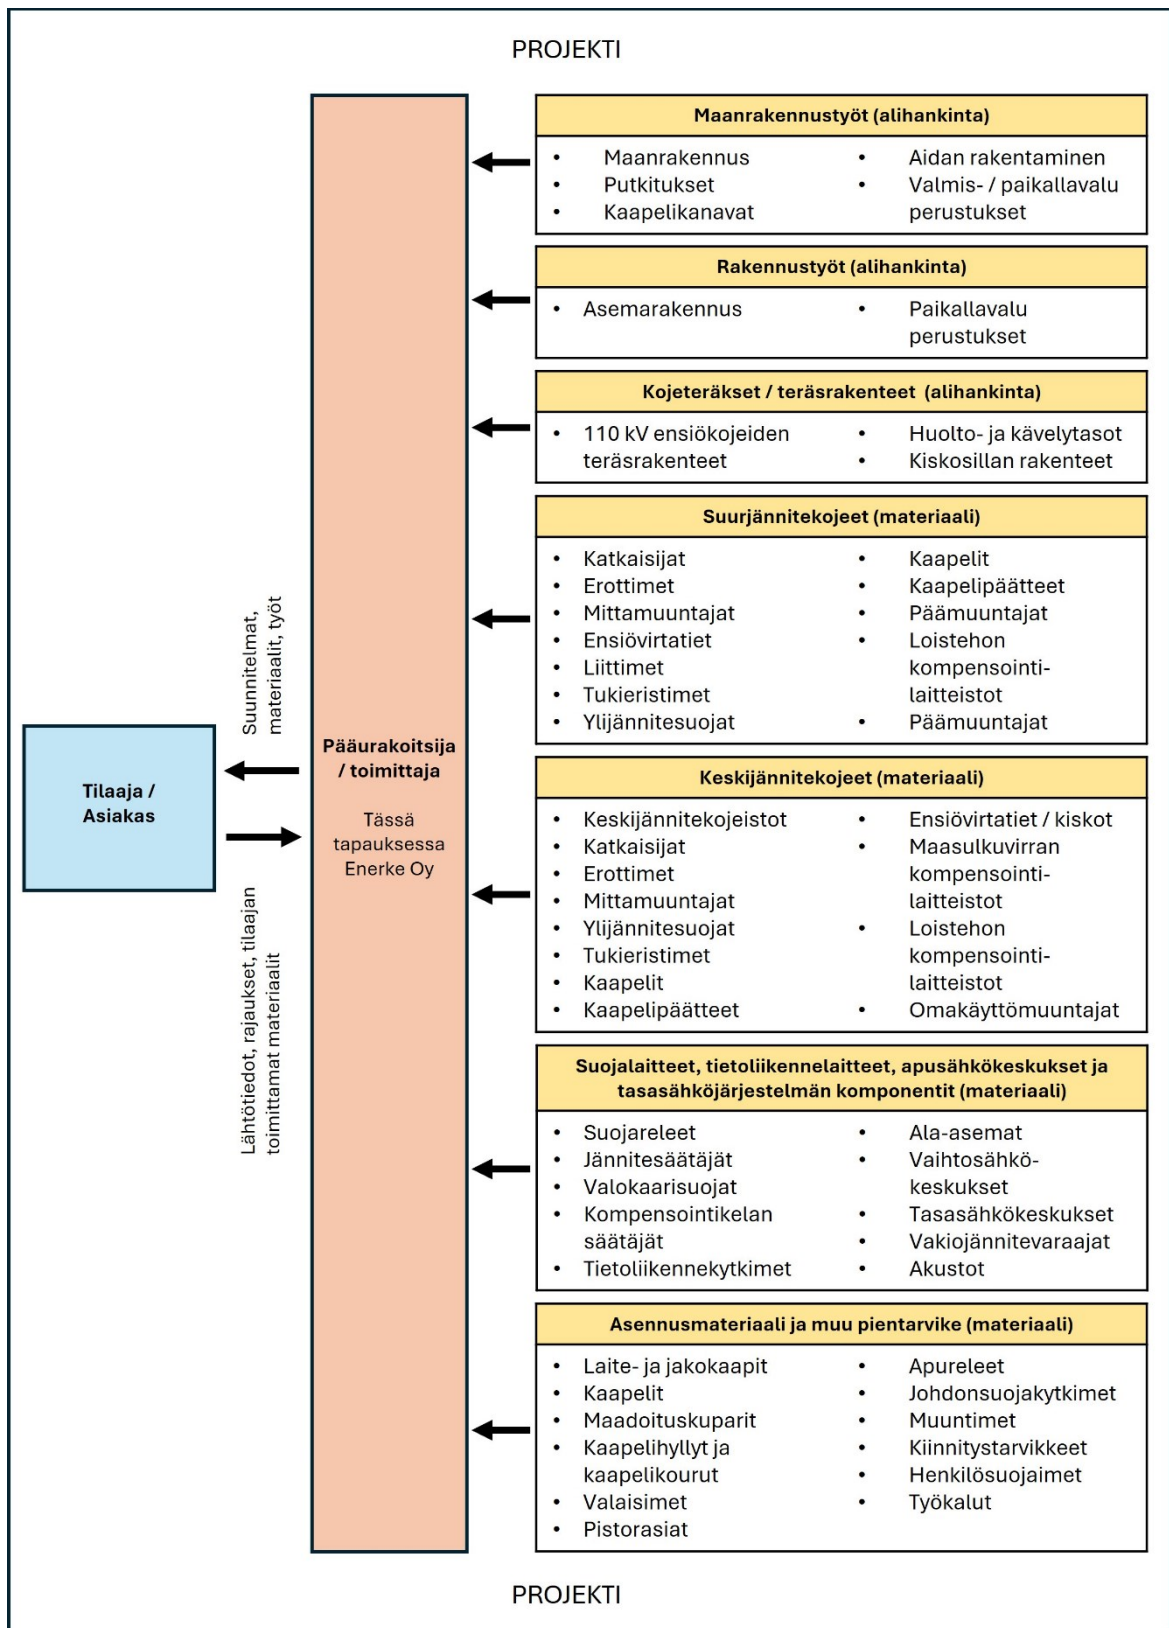 PROJEKTI
Maanrakennustyöt (alihankinta)
• Maanrakennus
• Putkitukset
• Kaapelikanavat
• Aidan rakentaminen
• Valmis- / paikallavalu
perustukset
Rakennustyöt (alihankinta)
• Asemarakennus
• Paikallavalu
perustukset
Kojeteräkset / teräsrakenteet (alihankinta)
• 110 kV ensiökojeiden
teräsrakenteet
• Huolto- ja kävelytasot
• Kiskosillan rakenteet
Suurjännitekojeet (materiaali)
• Katkaisijat
• Erottimet
• Mittamuuntajat
• Ensiövirtatiet
• Liittimet
• Tukieristimet
• Ylijännitesuojat
• Kaapelit
• Kaapelipäätteet
• Päämuuntajat
• Loistehon
kompensointi-
laitteistot
• Päämuuntajat
Suunnitelmat,
materiaalit, työt
Tilaaja /
Asiakas
Lähtötiedot, rajaukset, tilaajan
toimittamat materiaalit
Pääurakoitsija
/ toimittaja
Tässä
tapauksessa
Enerke Oy
Keskijännitekojeet (materiaali)
• Keskijännitekojeistot
• Katkaisijat
• Erottimet
• Mittamuuntajat
• Ylijännitesuojat
• Tukieristimet
• Kaapelit
• Kaapelipäätteet
• Ensiövirtatiet / kiskot
• Maasulkuvirran
kompensointi-
laitteistot
• Loistehon
kompensointi-
laitteistot
• Omakäyttömuuntajat
Suojalaitteet, tietoliikennelaitteet, apusähkökeskukset ja
tasasähköjärjestelmän komponentit (materiaali)
• Suojareleet
• Jännitesäätäjät
• Valokaarisuojat
• Kompensointikelan
säätäjät
• Tietoliikennekytkimet
• Ala-asemat
• Vaihtosähkö-
keskukset
• Tasasähkökeskukset
• Vakiojännitevaraajat
• Akustot
Asennusmateriaali ja muu pientarvike (materiaali)
• Laite- ja jakokaapit
• Kaapelit
• Maadoituskuparit
• Kaapelihyllyt ja
kaapelikourut
• Valaisimet
• Pistorasiat
• Apureleet
• Johdonsuojakytkimet
• Muuntimet
• Kiinnitystarvikkeet
• Henkilösuojaimet
• Työkalut
PROJEKTI